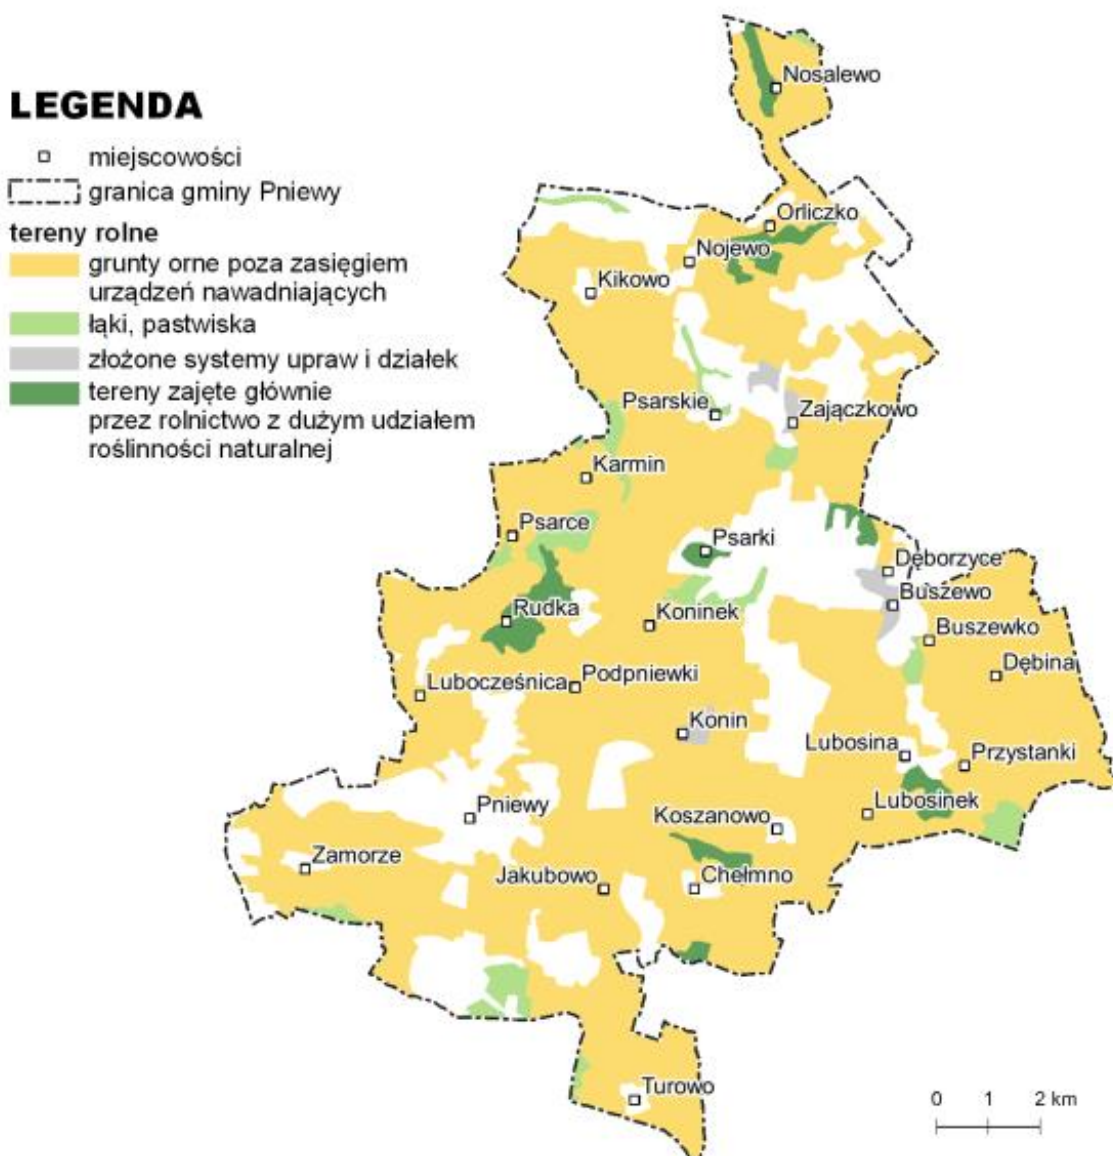 LEGENDA
miejscowości
granica gminy Pniewy
tereny rolne
grunty orne poza zasięgiem
urządzeń nawadniających
łąki, pastwiska
złożone systemy upraw i działek
tereny zajęte głównie
przez rolnictwo z dużym udziałem
roślinności naturalnej
Nosalewo
Orliczko
Nojewo
Kikowo
Psarskie
Zajączkowo
Karmin
Psarce
Psarki
Dęborzyce
Buszewo
Rudka
Koninek
Buszewko
Dębina
Lubocześnica
Podpniewki
Konin
Lubosina
Przystanki
Pniewy
Koszanowo
Lubosinek
Zamorze
Jakubowo
Chełmno
Turowo
0 1 2 km